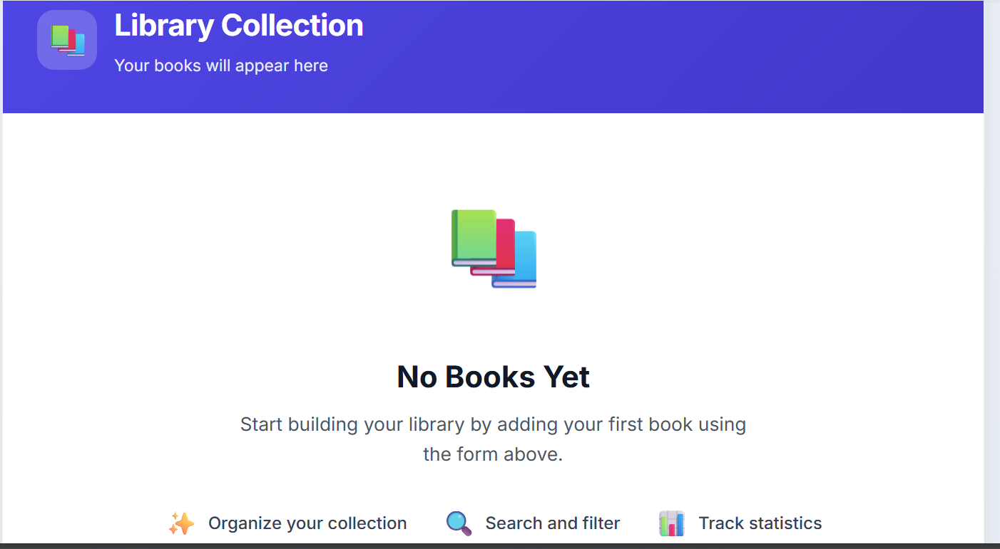 Library Collection
Your books will appear here
No Books Yet
Start building your library by adding your first book using
the form above.
Organize your collection
Search and filter
Track statistics